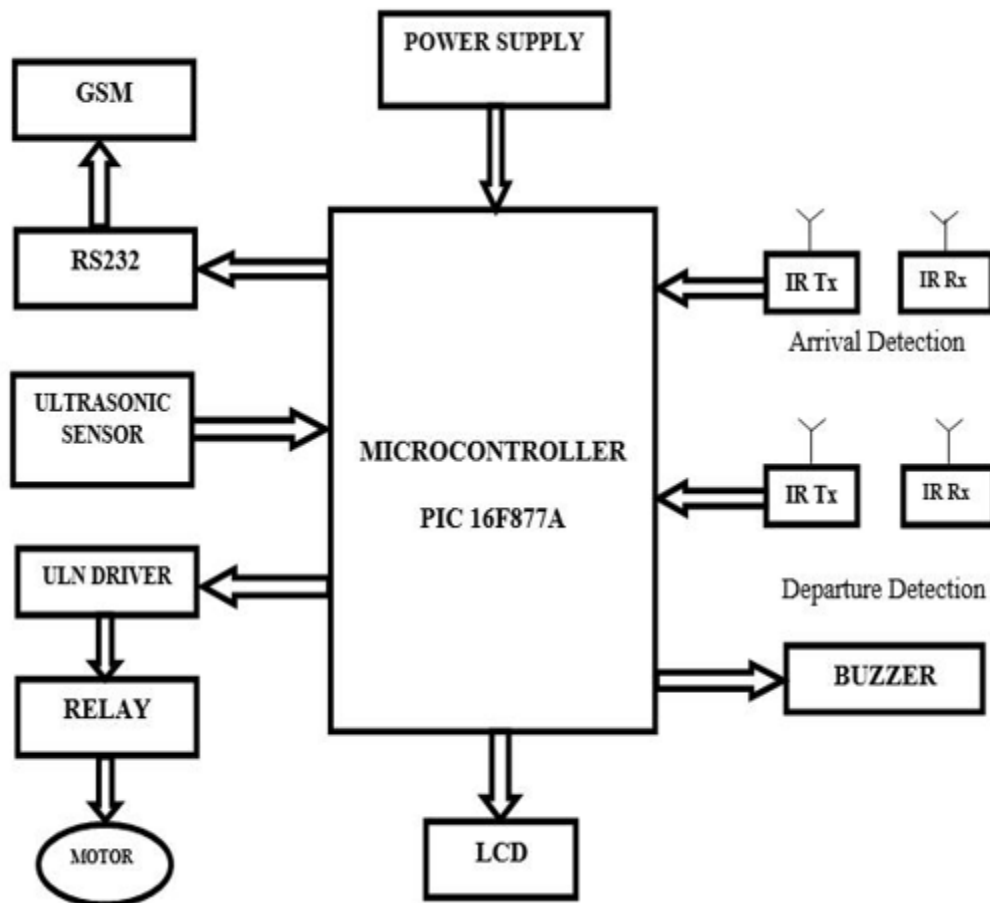 POWER SUPPLY
GSM
RS232
IR Tx
IR Rx
Arrival Detection
ULTRASONIC
SENSOR
MICROCONTROLLER
PIC 16F877A
IR Tx
IR Rx
ULN DRIVER
Departure Detection
BUZZER
RELAY
LCD
MOTOR